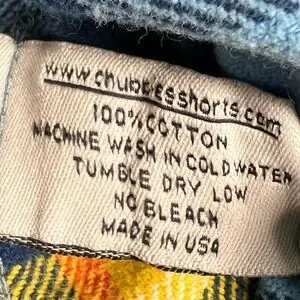 www.chubbiesshorts.com
100% COTTON
MACHINE WASH IN COLD WATER
TUMBLE DRY LOW
NO BLEACH
MADE IN USA